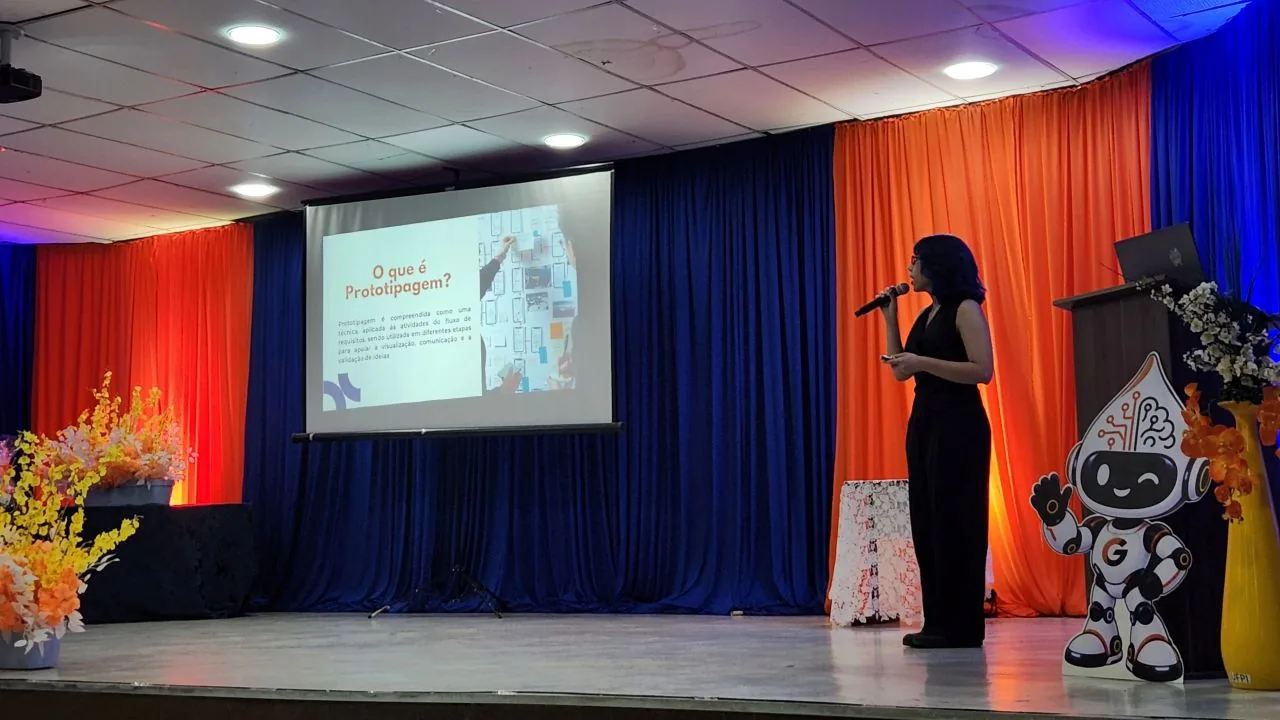 O que é
Prototipagem?
Prototipagem é compreendida como uma
técnica, aplicada às atividades do fluxo de
requisitos, sendo utilizada em diferentes etapas
para apoiar a visualização, comunicação e a
validação de ideias
G
UFPI